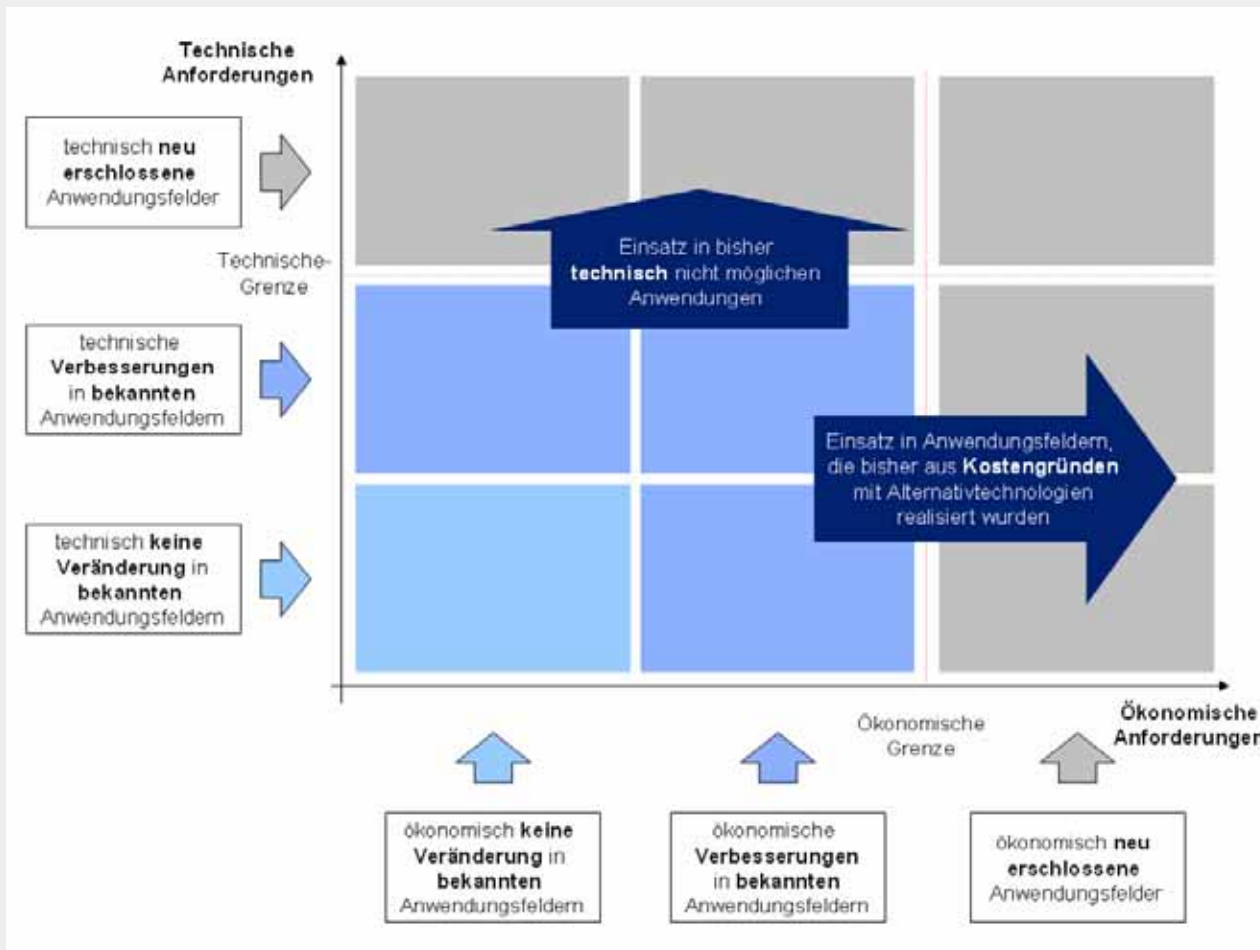 Technische
Anforderungen
technisch neu
erschlossene
Anwendungsfelder
Technische-
Grenze
Einsatz in bisher
technisch nicht möglichen
Anwendungen
technische
Verbesserungen
in bekannten
Anwendungsfeldern
Einsatz in Anwendungsfeldern,
die bisher aus Kostengründen
mit Alternativtechnologien
realisiert wurden
technisch keine
Veränderung in
bekannten
Anwendungsfeldern
Ökonomische
Grenze
Ökonomische
Anforderungen
ökonomisch keine
Veränderung in
bekannten
Anwendungsfeldern
ökonomische
Verbesserungen
in bekannten
Anwendungsfeldern
ökonomisch neu
erschlossene
Anwendungsfelder